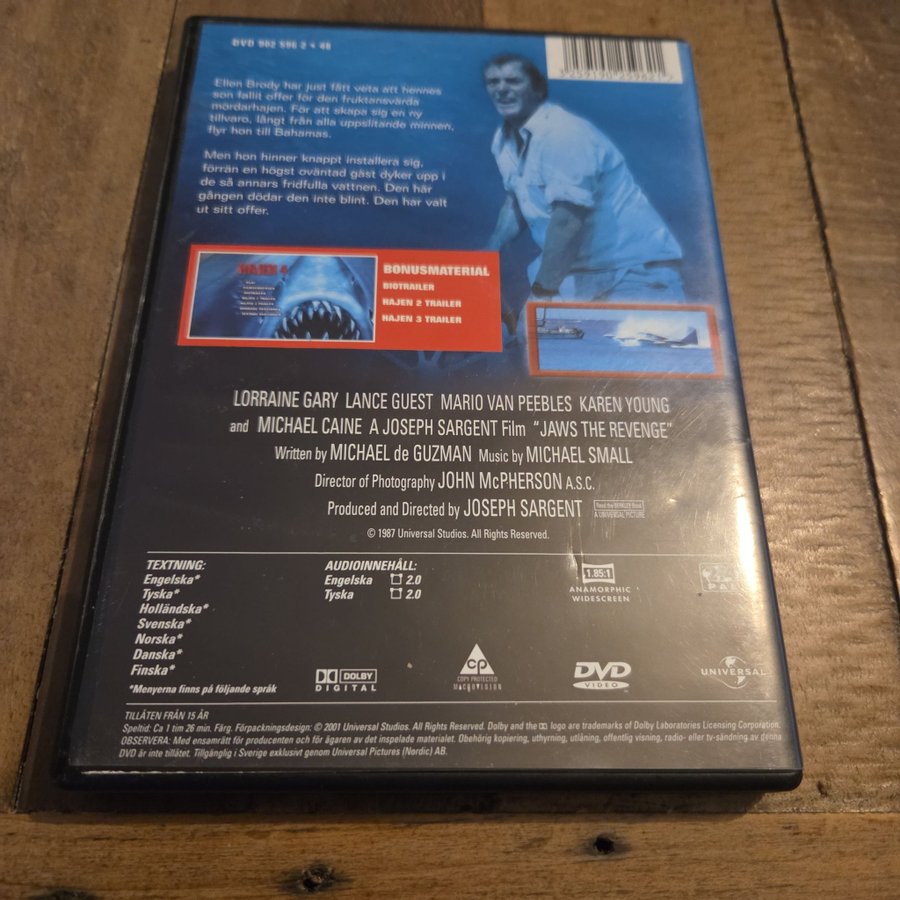 DVD 902 596 2 • 48
Ellen Brody har just fått veta att hennes
son fallit offer för den fruktansvärda
mördarhajen. För att skapa sig en ny
tillvaro, långt från alla uppslitande minnen,
flyr hon till Bahamas.
Men hon hinner knappt installera sig,
förrän en högst oväntad gäst dyker upp i
de så annars fridfulla vattnen. Den här
gången dödar den inte blint. Den har valt
ut sitt offer.
HAJEN 4
BONUSMATERIAL
BIOTRAILER
HAJEN 2 TRAILER
HAJEN 3 TRAILER
LORRAINE GARY LANCE GUEST MARIO VAN PEEBLES KAREN YOUNG
and MICHAEL CAINE A JOSEPH SARGENT Film "JAWS THE REVENGE"
Written by MICHAEL de GUZMAN Music by MICHAEL SMALL
Director of Photography JOHN McPHERSON A.S.C.
Produced and Directed by JOSEPH SARGENT
Read the BERKLEY Book
A UNIVERSAL PICTURE
© 1987 Universal Studios. All Rights Reserved.
TEXTNING:
Engelska*
Tyska*
Holländska*
Svenska*
Norska*
Danska*
Finska*
*Menyerna finns på följande språk
AUDIOINNEHÅLL:
Engelska 2.0
Tyska 2.0
1.85:1
ANAMORPHIC
WIDESCREEN
PAL
DOLBY
DIGITAL
CP
COPY PROTECTED
MACROVISION
DVD
VIDEO
UNIVERSAL
TILLÅTEN FRÅN 15 ÅR
Speltid: Ca 1 tim 26 min. Färg. Förpackningsdesign: © 2001 Universal Studios. All Rights Reserved. Dolby and the DD logo are trademarks of Dolby Laboratories Licensing Corporation.
OBSERVERA: Med ensamrätt för producenten och för ägaren av det inspelade materialet. Obehörig kopiering, uthyrning, utlåning, offentlig visning, radio- eller tv-sändning av denna
DVD är inte tillåtet. Tillgänglig i Sverige exklusivt genom Universal Pictures (Nordic) AB.